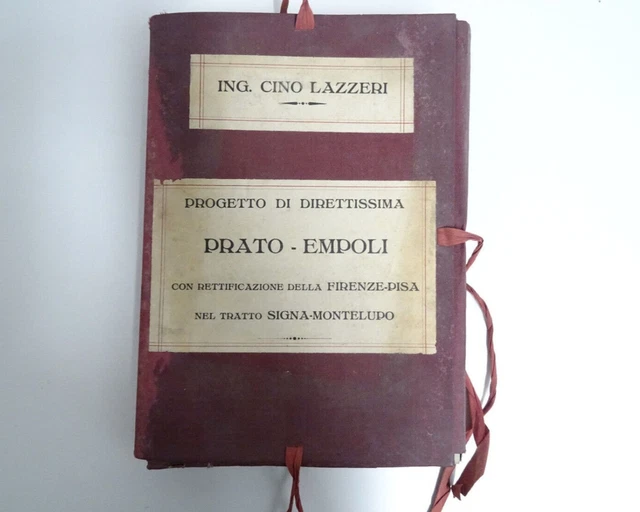 ING. CINO LAZZERI
PROGETTO DI DIRETTISSIMA
PRATO - EMPOLI
CON RETTIFICAZIONE DELLA FIRENZE-PISA
NEL TRATTO SIGNA-MONTELUPO